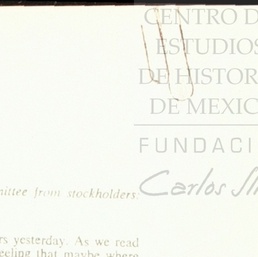 CENTRO D
ESTUDIOS
DE HISTOR
DE MEXIC
FUNDACI
Carlos Sli
mittee from stockholders.
rs yesterday. As we read
eeling that maybe where